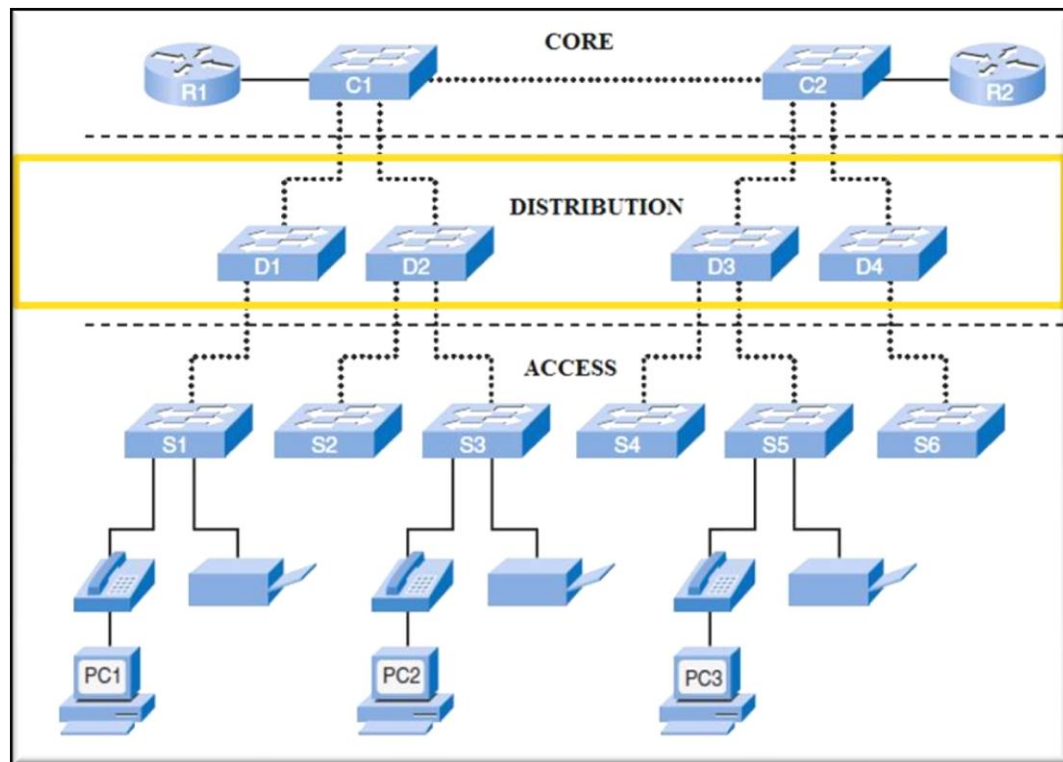 CORE
R1
C1
C2
R2
DISTRIBUTION
D1
D2
D3
D4
ACCESS
S1
S2
S3
S4
S5
S6
PC1
PC2
PC3